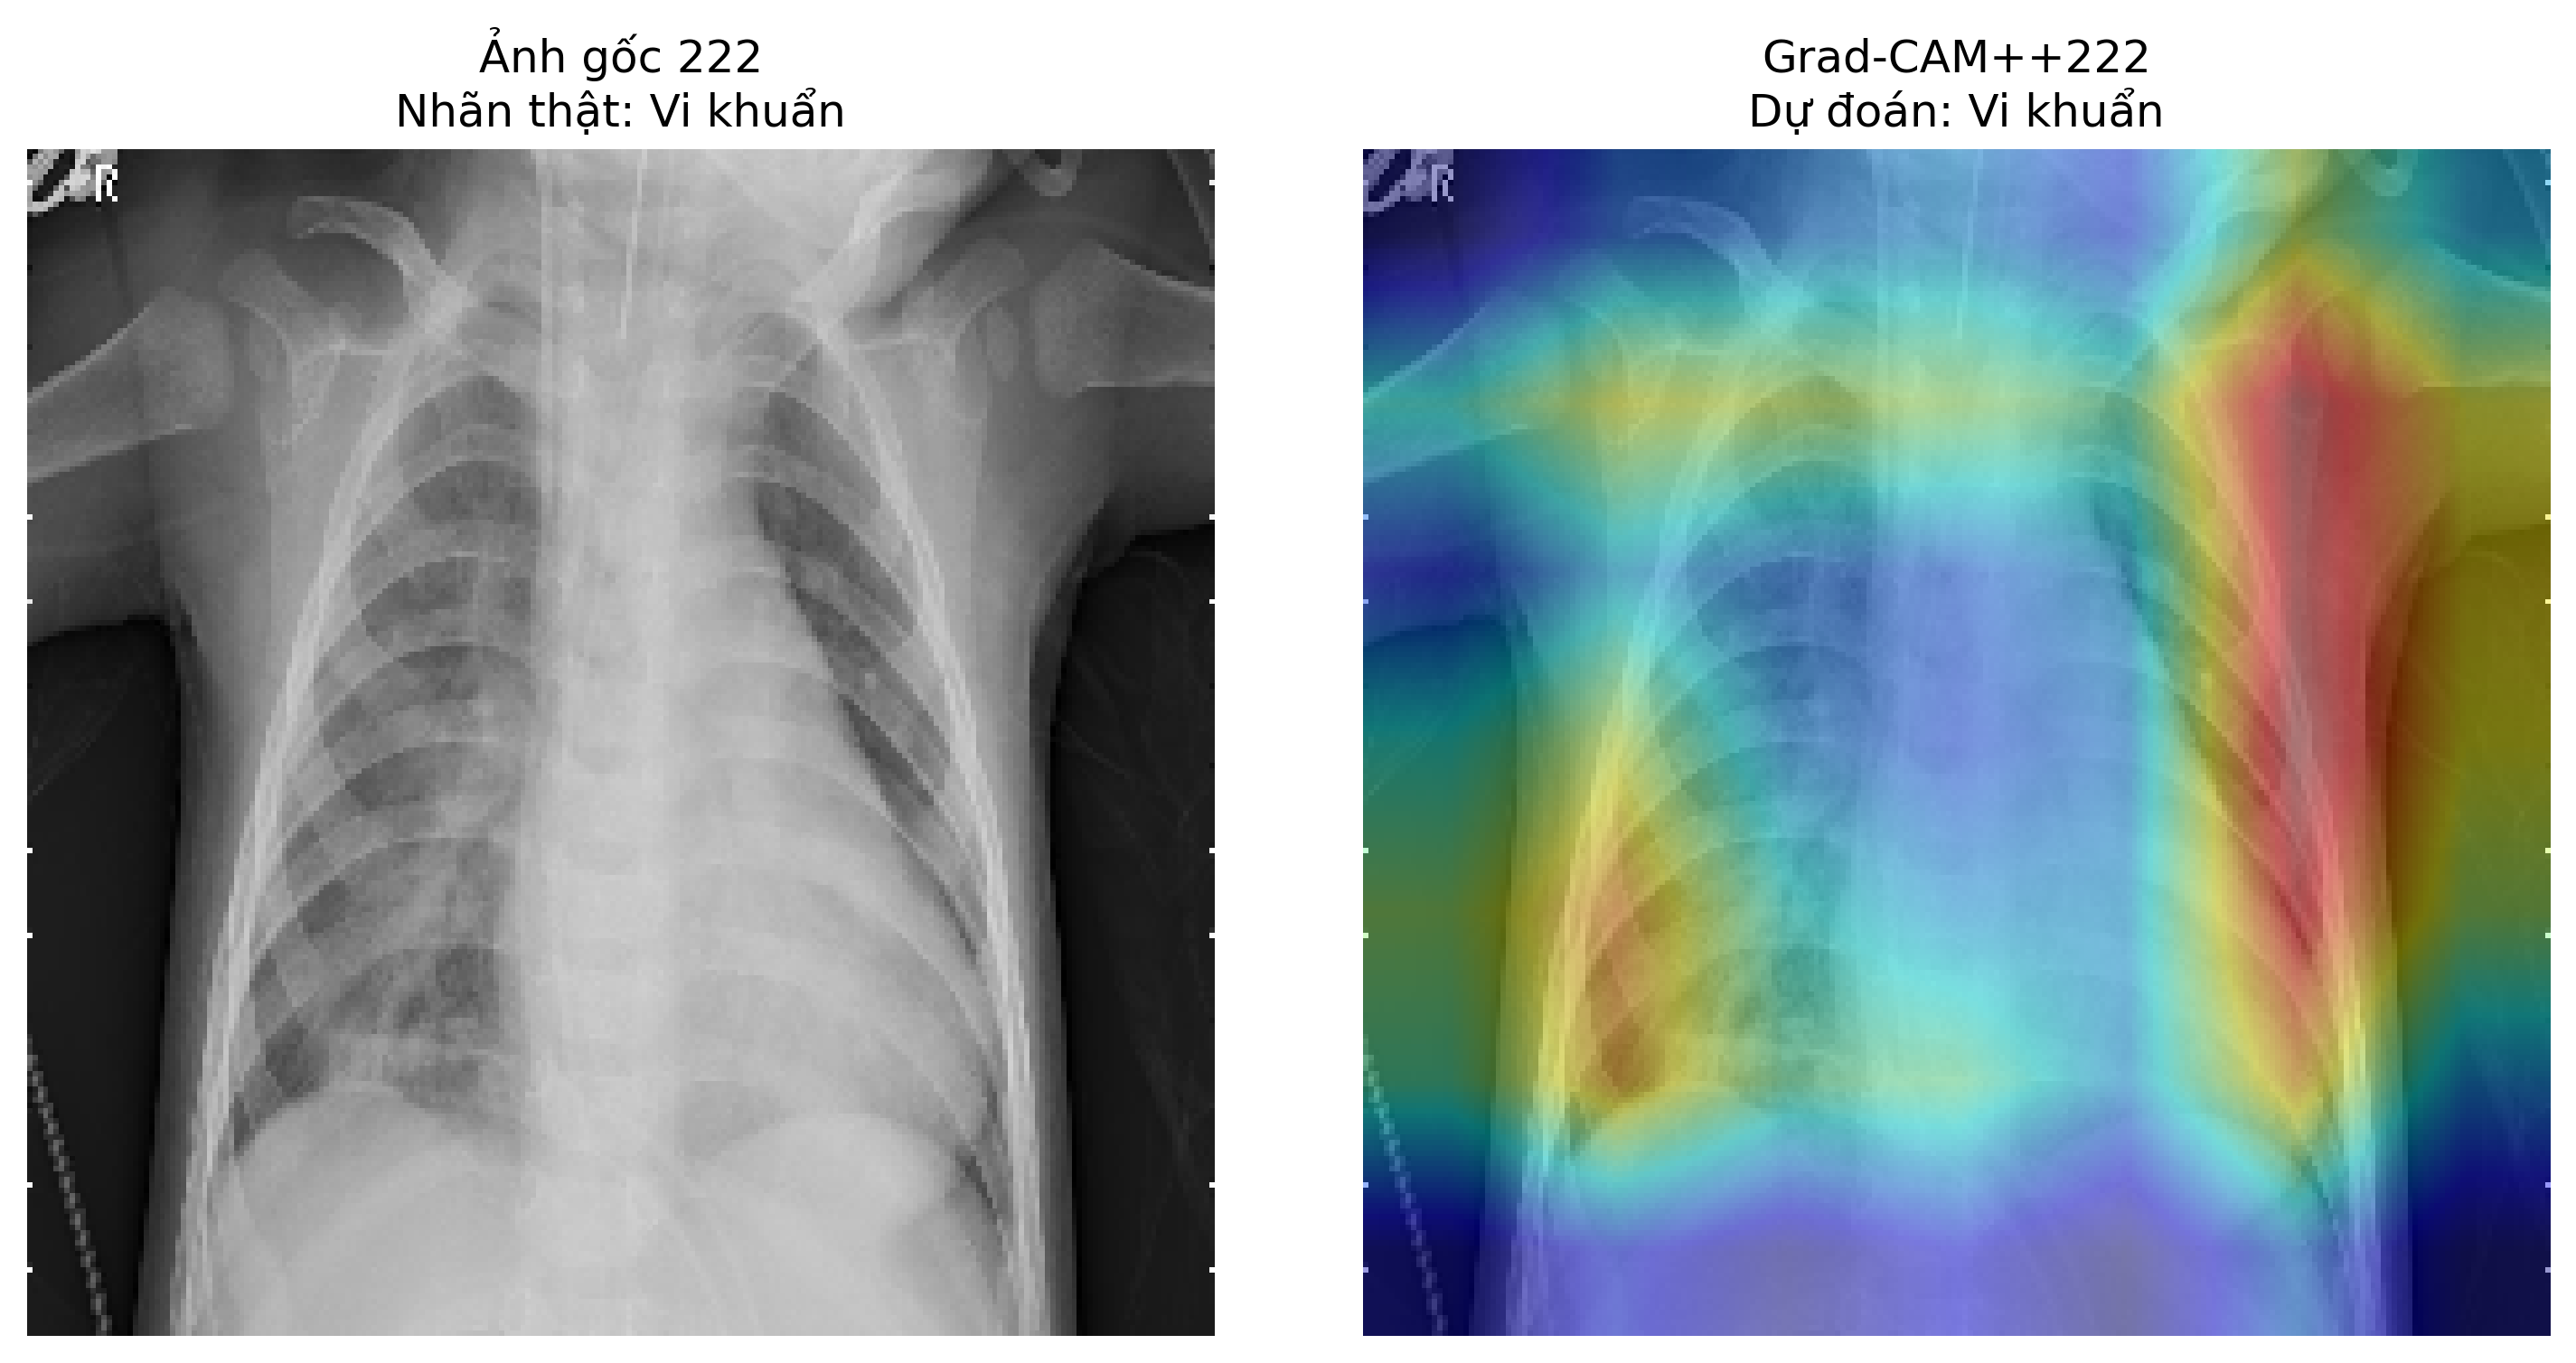 Ảnh gốc 222
Nhãn thật: Vi khuẩn
Grad-CAM++222
Dự đoán: Vi khuẩn
R
R